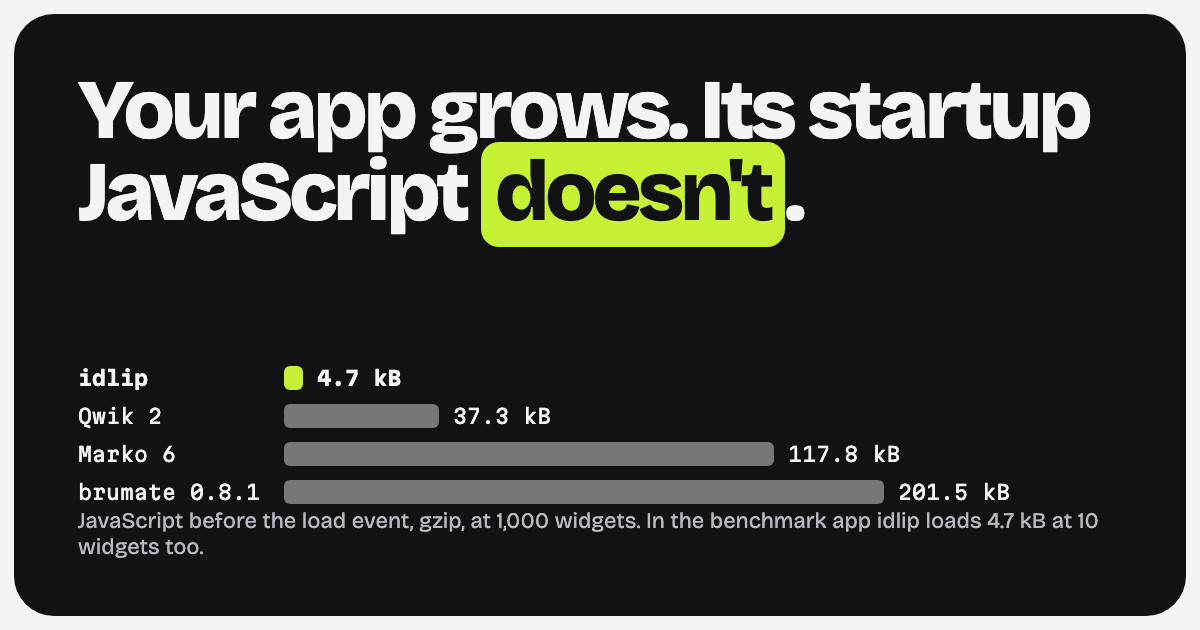 Your app grows. Its startup
JavaScript doesn't.
idlip 4.7 kB
Qwik 2 37.3 kB
Marko 6 117.8 kB
brumate 0.8.1 201.5 kB
JavaScript before the load event, gzip, at 1,000 widgets. In the benchmark app idlip loads 4.7 kB at 10
widgets too.